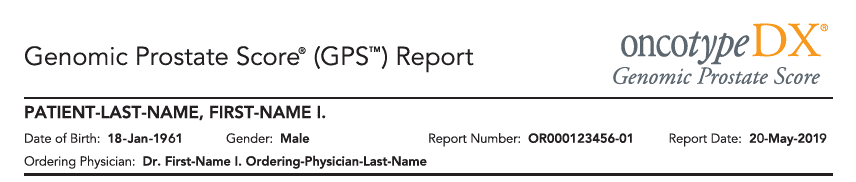 Genomic Prostate Score® (GPS™) Report
oncotypeDX®
Genomic Prostate Score
PATIENT-LAST-NAME, FIRST-NAME I.
Date of Birth: 18-Jan-1961 Gender: Male Report Number: OR000123456-01 Report Date: 20-May-2019
Ordering Physician: Dr. First-Name I. Ordering-Physician-Last-Name